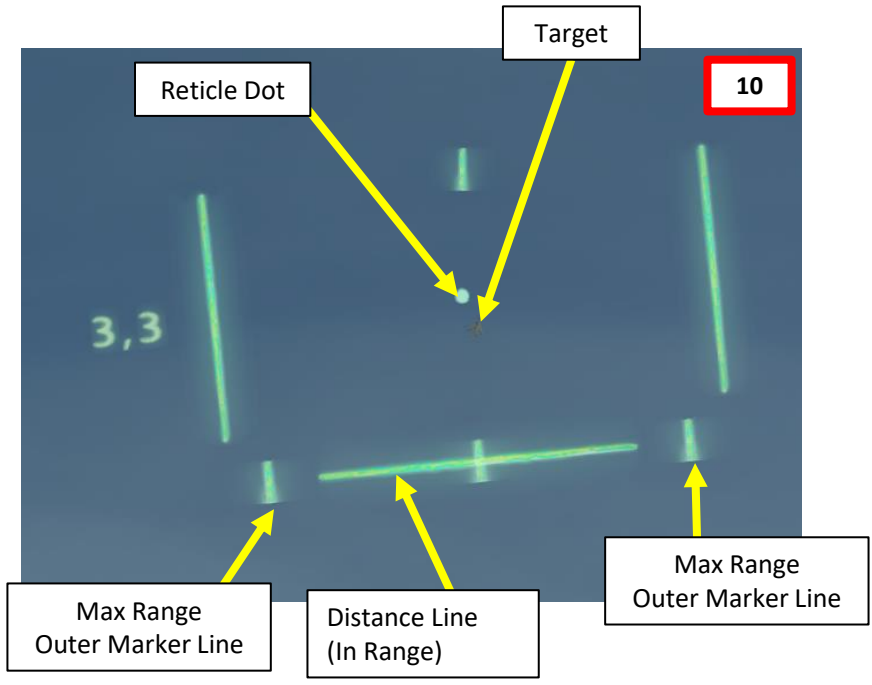 Target
Reticle Dot
10
3,3
Max Range
Outer Marker Line
Distance Line
(In Range)
Max Range
Outer Marker Line